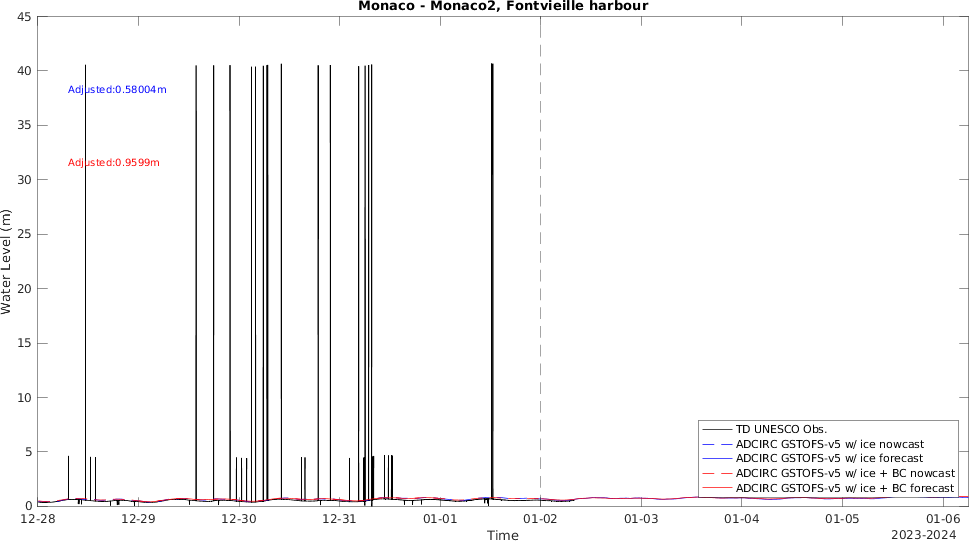 Monaco - Monaco2, Fontvieille harbour
45
40
35
30
25
20
15
10
5
0
Water Level (m)
Adjusted:0.58004m
Adjusted:0.9599m
TD UNESCO Obs.
ADCIRC GSTOFS-v5 w/ ice nowcast
ADCIRC GSTOFS-v5 w/ ice forecast
ADCIRC GSTOFS-v5 w/ ice + BC nowcast
ADCIRC GSTOFS-v5 w/ ice + BC forecast
12-28 12-29 12-30 12-31 01-01 01-02 01-03 01-04 01-05 01-06
Time
2023-2024